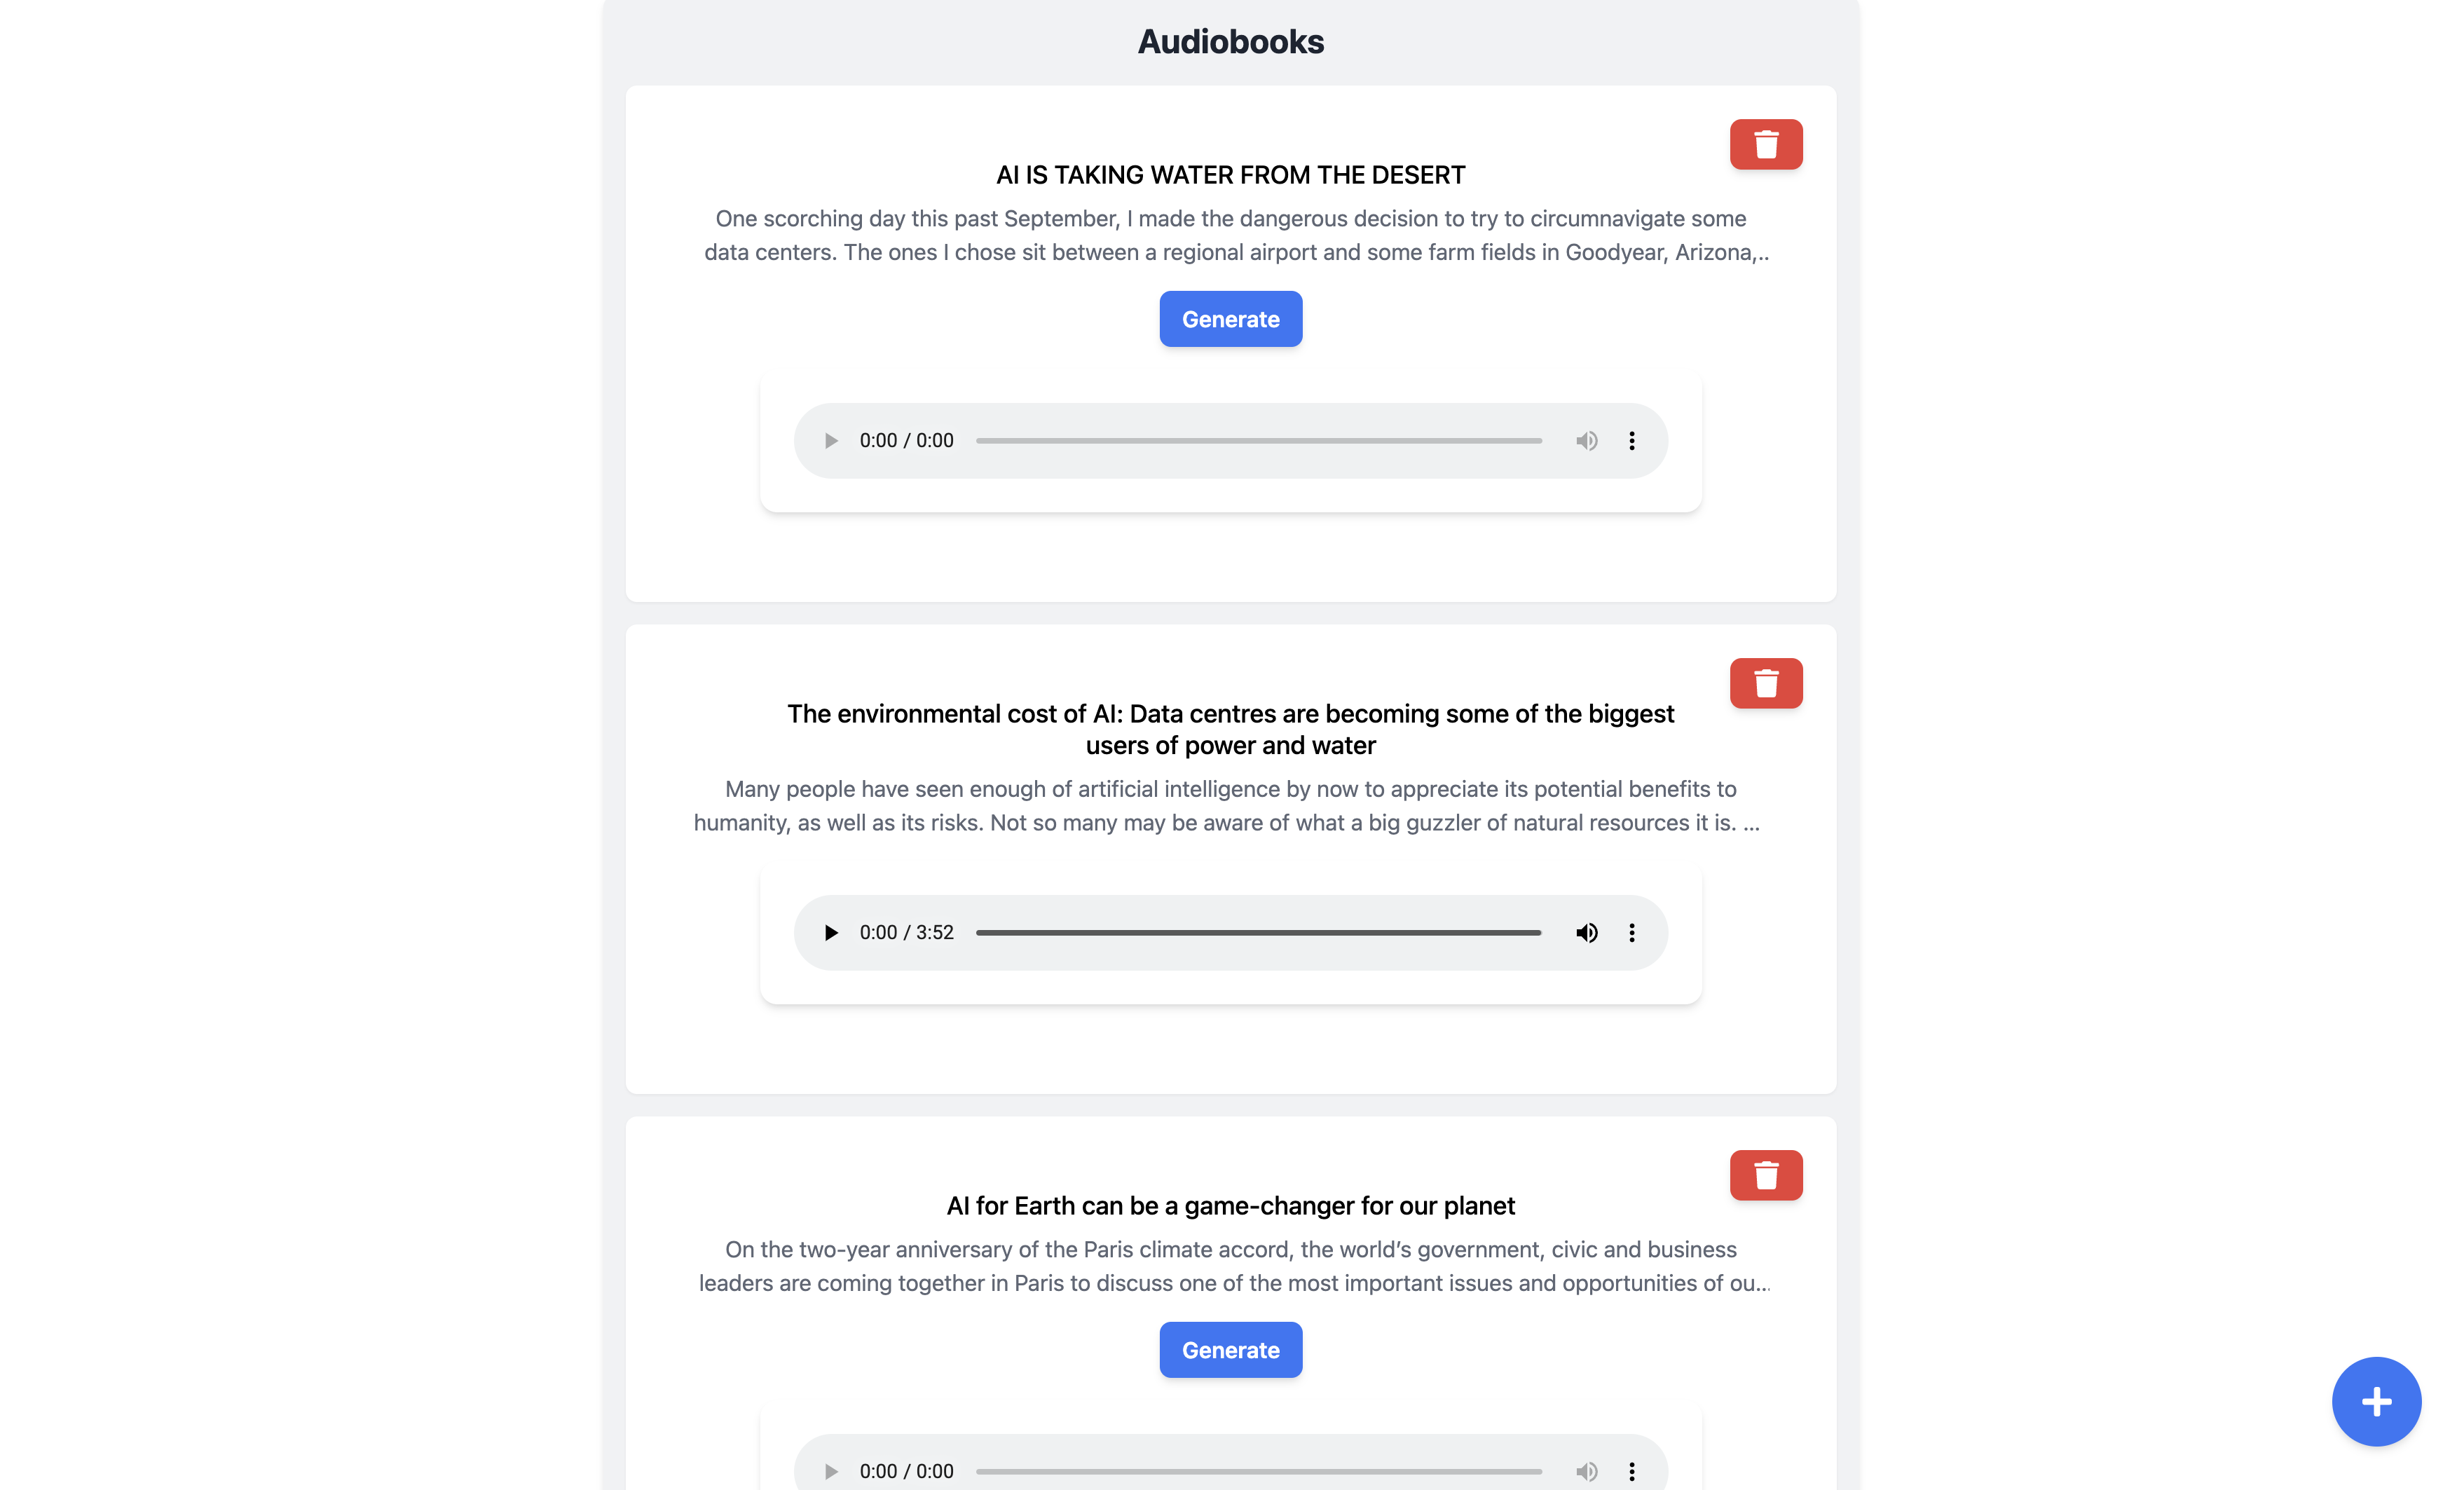 Audiobooks
AI IS TAKING WATER FROM THE DESERT
One scorching day this past September, I made the dangerous decision to try to circumnavigate some
data centers. The ones I chose sit between a regional airport and some farm fields in Goodyear, Arizona,..
Generate
0:00 / 0:00
The environmental cost of AI: Data centres are becoming some of the biggest
users of power and water
Many people have seen enough of artificial intelligence by now to appreciate its potential benefits to
humanity, as well as its risks. Not so many may be aware of what a big guzzler of natural resources it is. ...
0:00 / 3:52
AI for Earth can be a game-changer for our planet
On the two-year anniversary of the Paris climate accord, the world’s government, civic and business
leaders are coming together in Paris to discuss one of the most important issues and opportunities of ou...
Generate
0:00 / 0:00